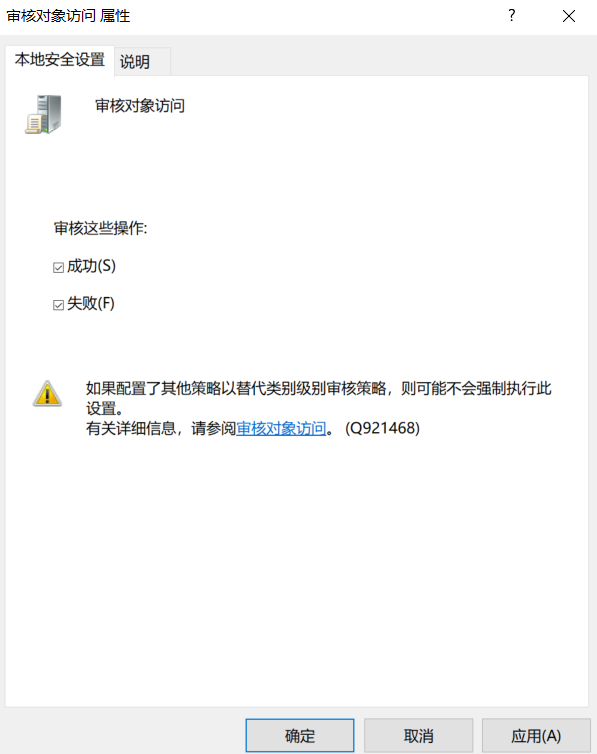 审核对象访问 属性
?
本地安全设置
说明
审核对象访问
审核这些操作:
成功(S)
失败(F)
如果配置了其他策略以替代类别级别审核策略，则可能不会强制执行此
设置。
有关详细信息，请参阅审核对象访问。 (Q921468)
确定
取消
应用(A)